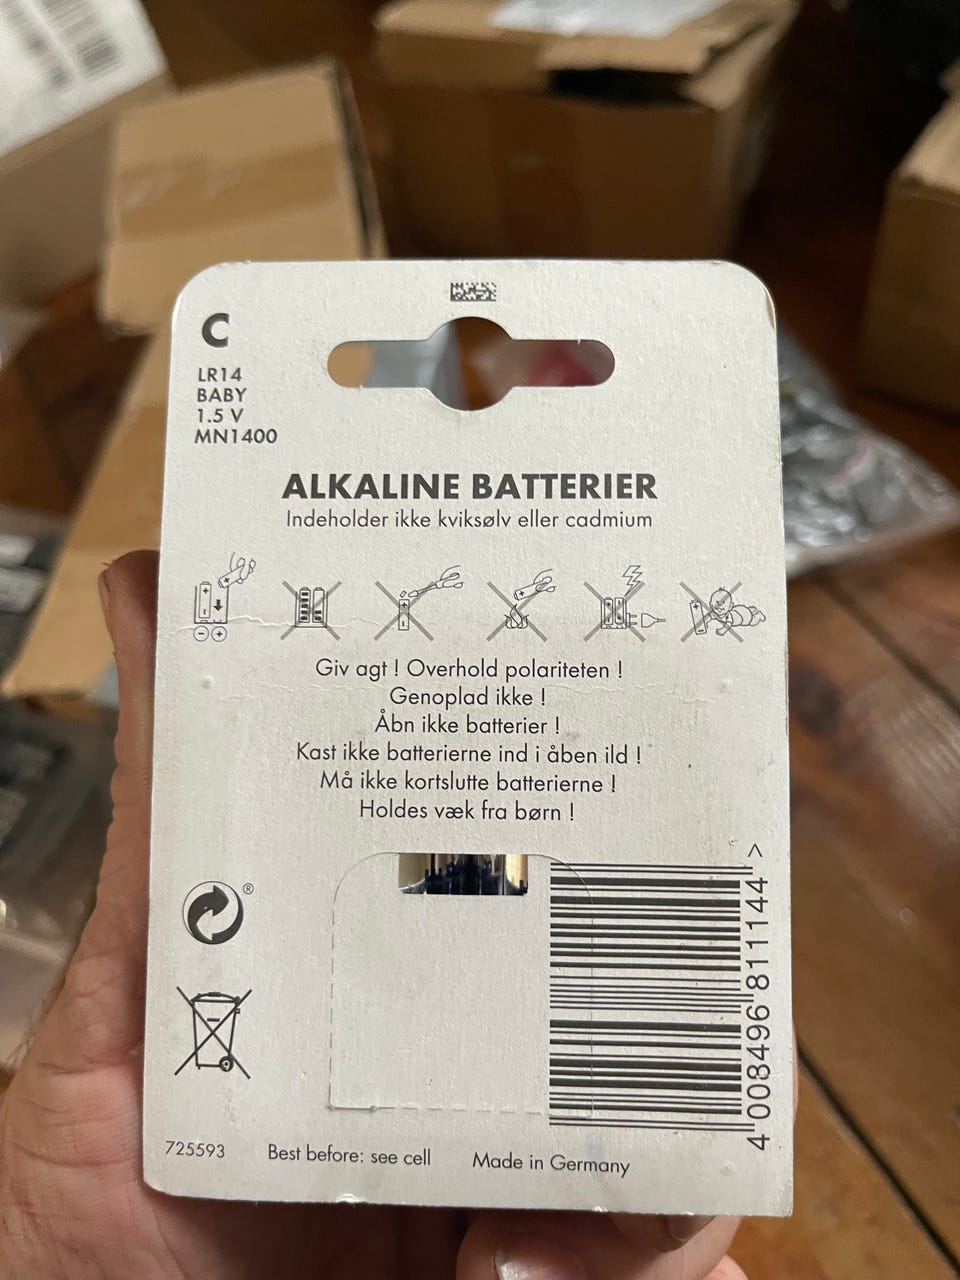 C
LR14
BABY
1.5 V
MN1400
ALKALINE BATTERIER
Indeholder ikke kviksølv eller cadmium
Giv agt ! Overhold polariteten !
Genoplad ikke !
Åbn ikke batterier !
Kast ikke batterierne ind i åben ild !
Må ikke kortslutte batterierne !
Holdes væk fra børn !
®
4 008496 811144 >
725593 Best before: see cell Made in Germany